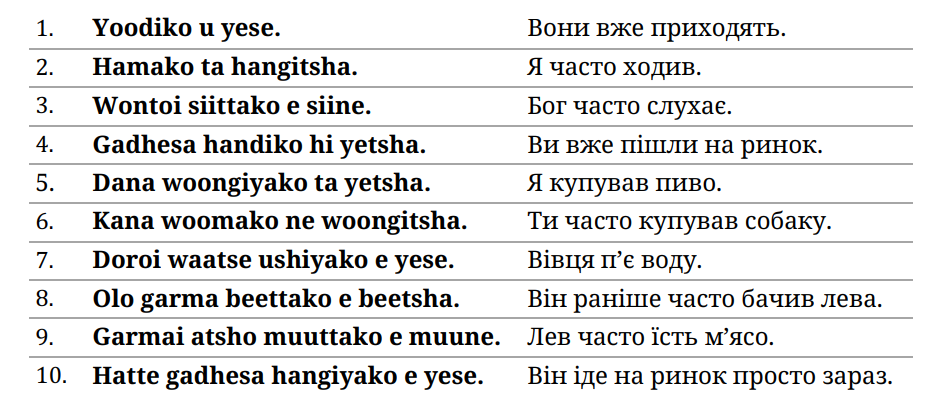 1. Yoodiko u yese. Вони вже приходять.
2. Hamako ta hangitsha. Я часто ходив.
3. Wontoi siittako e siine. Бог часто слухає.
4. Gadhesa handiko hi yetsha. Ви вже пішли на ринок.
5. Dana woongiyako ta yetsha. Я купував пиво.
6. Kana woomako ne woongitsha. Ти часто купував собаку.
7. Doroi waatse ushiyako e yese. Вівця п’є воду.
8. Olo garma beettako e beetsha. Він раніше часто бачив лева.
9. Garmai atsho muuttako e muune. Лев часто їсть м’ясо.
10. Hatte gadhesa hangiyako e yese. Він іде на ринок просто зараз.